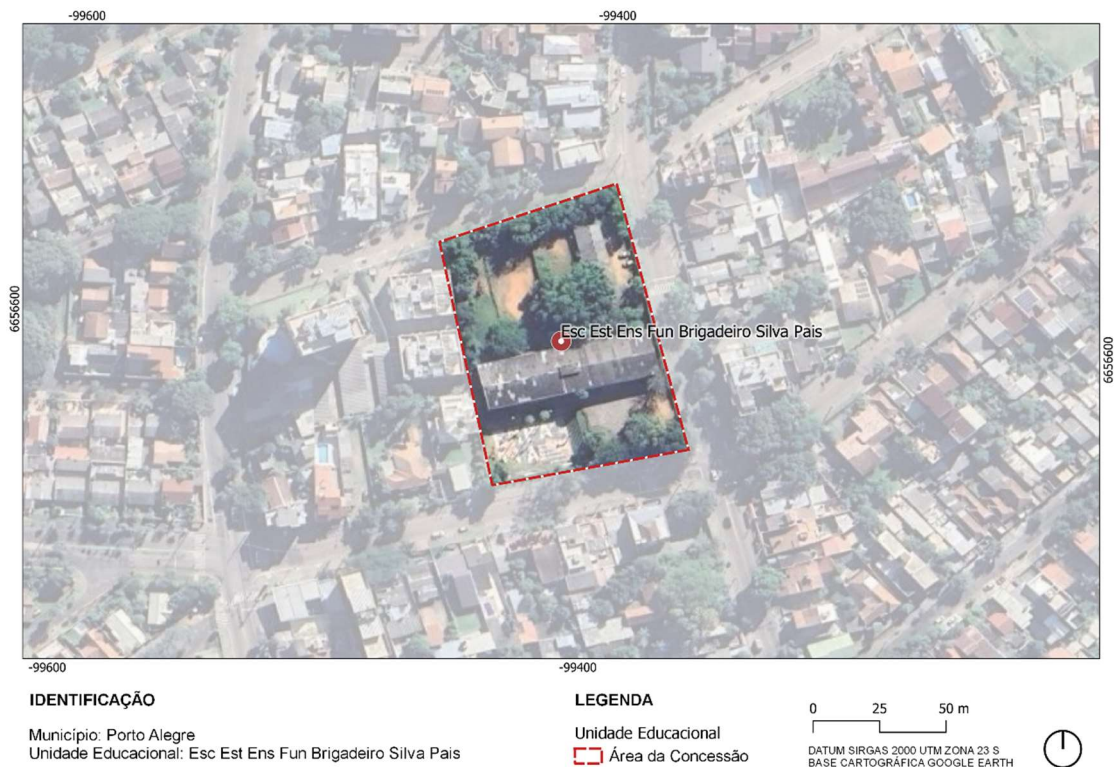 -99600
-99400
6656600
Esc Est Ens Fun Brigadeiro Silva Pais
6656600
-99600
-99400
IDENTIFICAÇÃO
Município: Porto Alegre
Unidade Educacional: Esc Est Ens Fun Brigadeiro Silva Pais
LEGENDA
Unidade Educacional
Área da Concessão
0 25 50 m
DATUM SIRGAS 2000 UTM ZONA 23 S
BASE CARTOGRÁFICA GOOGLE EARTH